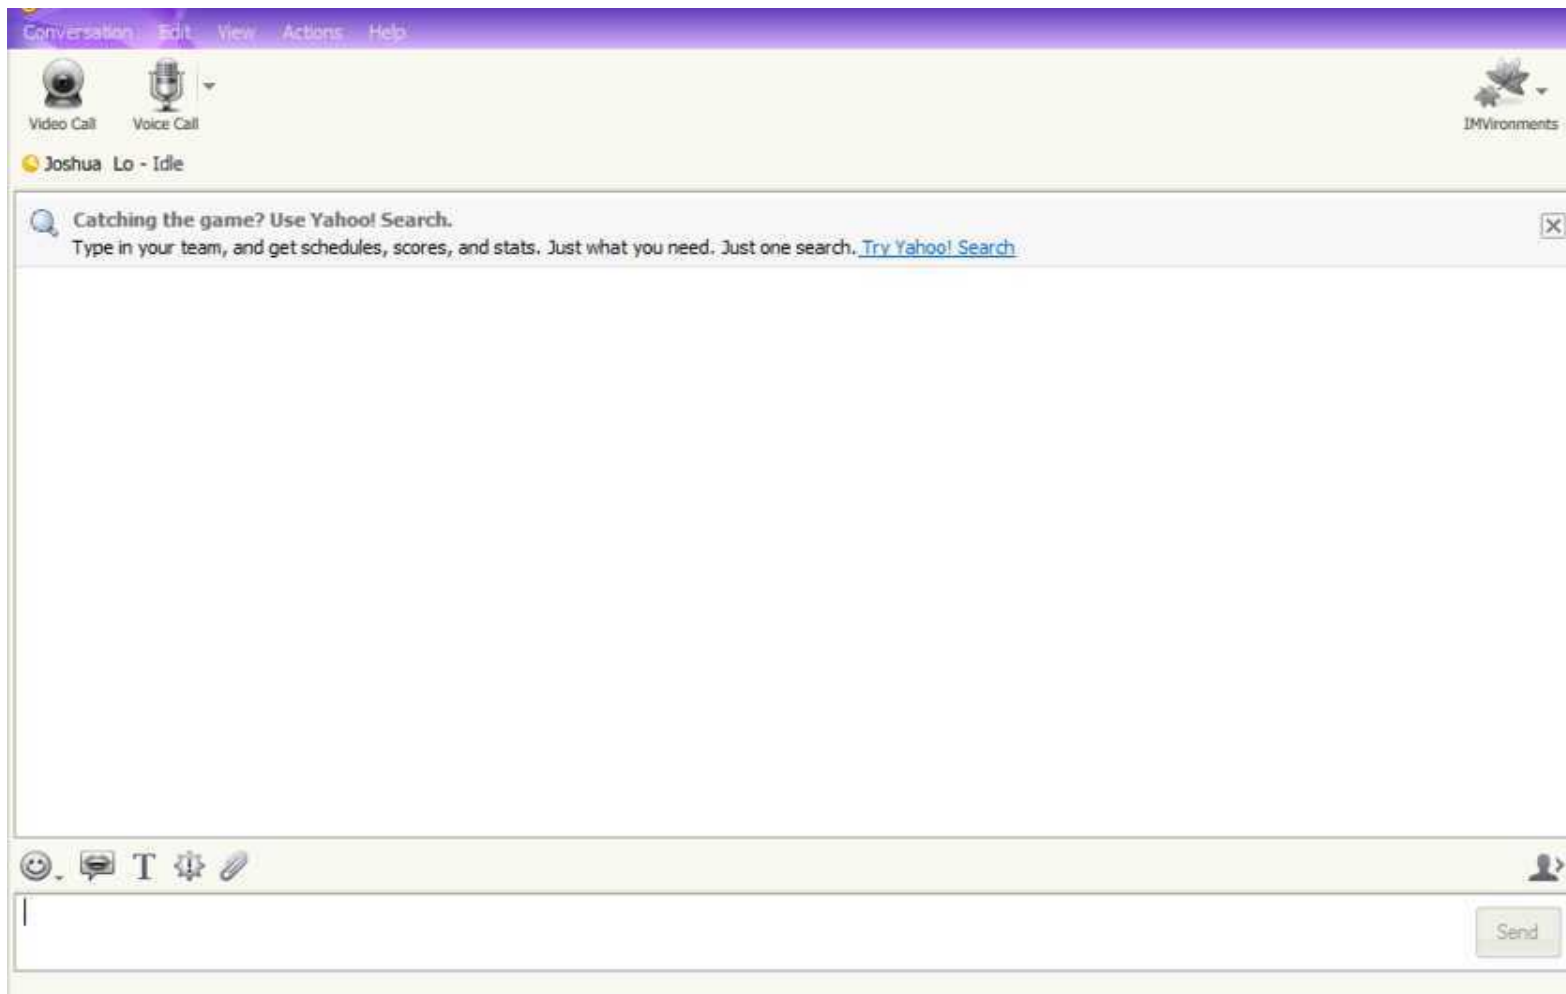 Conversation Edit View Actions Help
Video Call Voice Call IMVironments
Joshua Lo - Idle
Catching the game? Use Yahoo! Search.
Type in your team, and get schedules, scores, and stats. Just what you need. Just one search. Try Yahoo! Search
T
Send